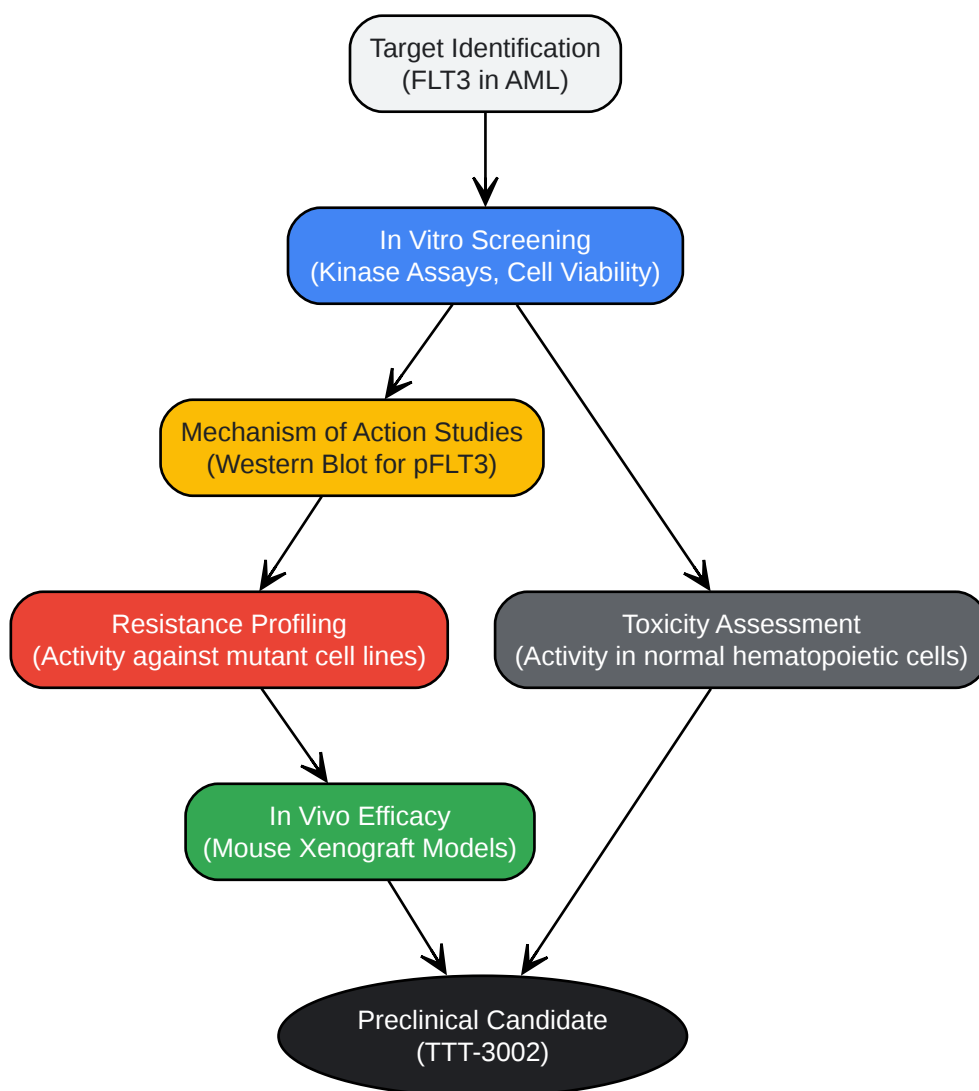 Target Identification
(FLT3 in AML)
In Vitro Screening
(Kinase Assays, Cell Viability)
Mechanism of Action Studies
(Western Blot for pFLT3)
Resistance Profiling
(Activity against mutant cell lines)
Toxicity Assessment
(Activity in normal hematopoietic cells)
In Vivo Efficacy
(Mouse Xenograft Models)
Preclinical Candidate
(TTT-3002)